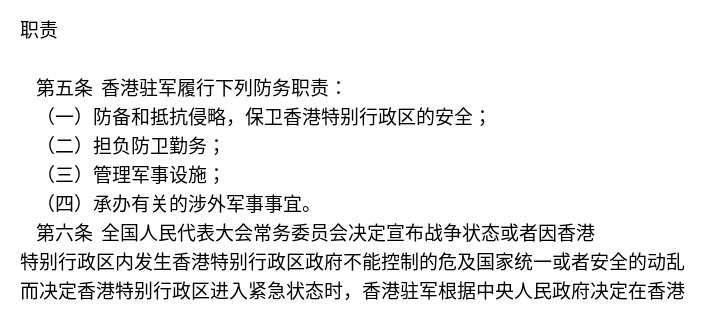 职责
第五条 香港驻军履行下列防务职责：
（一）防备和抵抗侵略，保卫香港特别行政区的安全；
（二）担负防卫勤务；
（三）管理军事设施；
（四）承办有关的涉外军事事宜。
第六条 全国人民代表大会常务委员会决定宣布战争状态或者因香港
特别行政区内发生香港特别行政区政府不能控制的危及国家统一或者安全的动乱
而决定香港特别行政区进入紧急状态时，香港驻军根据中央人民政府决定在香港